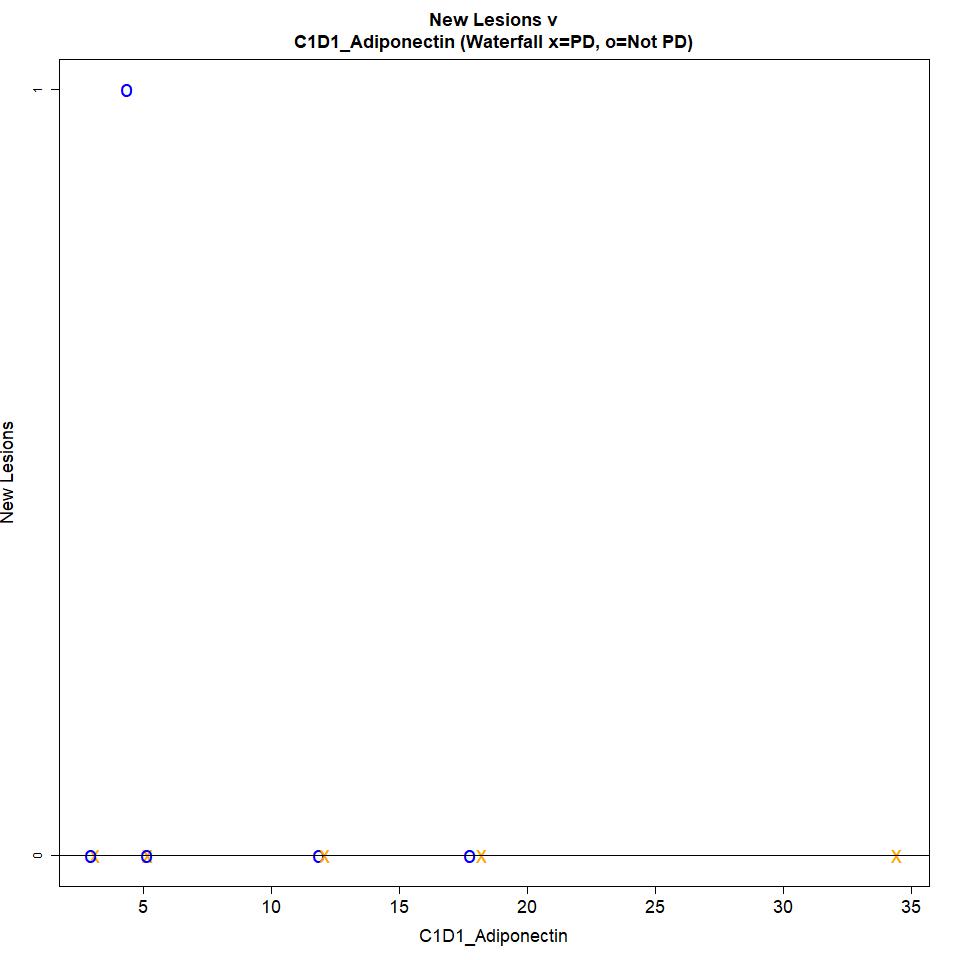 New Lesions v
C1D1_Adiponectin (Waterfall x=PD, o=Not PD)
New Lesions
1
0
5 10 15 20 25 30 35
C1D1_Adiponectin